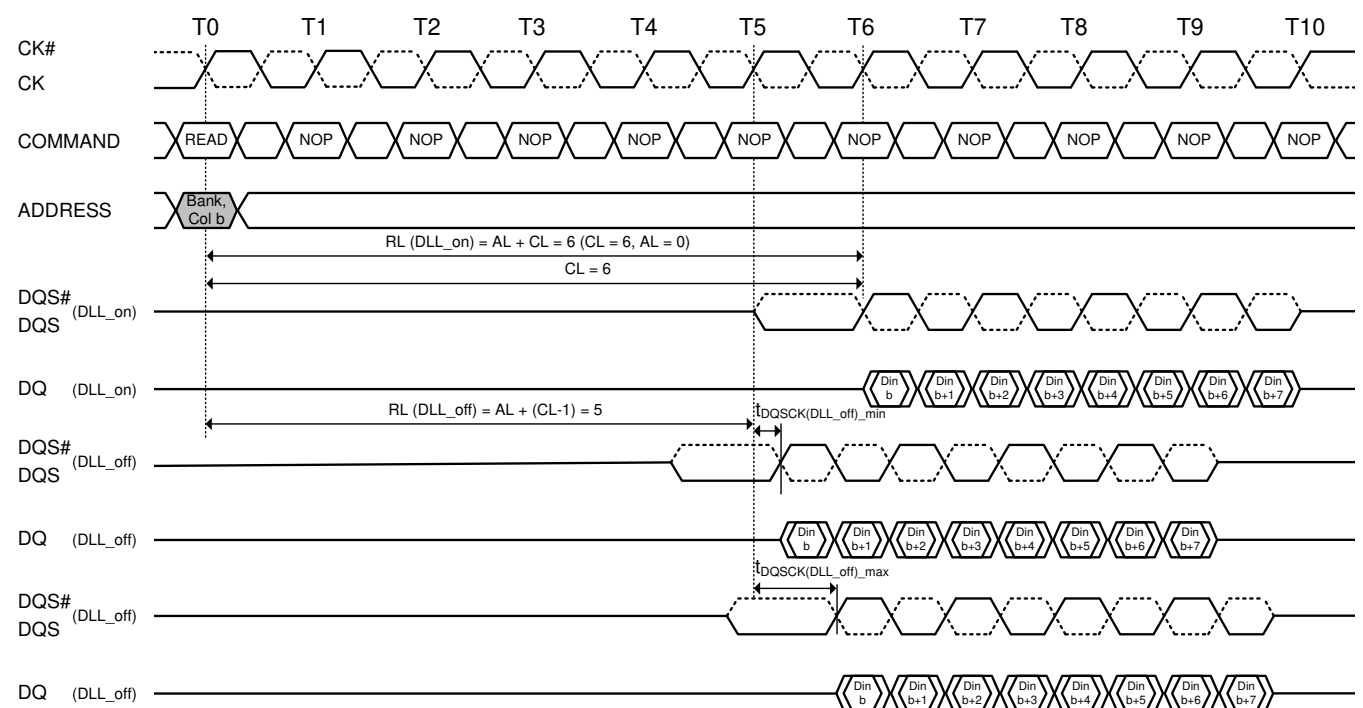 T0 T1 T2 T3 T4 T5 T6 T7 T8 T9 T10
CK#
CK
COMMAND READ NOP NOP NOP NOP NOP NOP NOP NOP NOP NOP
ADDRESS Bank, Col b
RL (DLL_on) = AL + CL = 6 (CL = 6, AL = 0)
CL = 6
DQS# (DLL_on)
DQS
DQ (DLL_on) Din b Din b+1 Din b+2 Din b+3 Din b+4 Din b+5 Din b+6 Din b+7
RL (DLL_off) = AL + (CL-1) = 5 tDQSCK(DLL_off)_min
DQS# (DLL_off)
DQS
DQ (DLL_off) Din b Din b+1 Din b+2 Din b+3 Din b+4 Din b+5 Din b+6 Din b+7
tDQSCK(DLL_off)_max
DQS# (DLL_off)
DQS
DQ (DLL_off) Din b Din b+1 Din b+2 Din b+3 Din b+4 Din b+5 Din b+6 Din b+7